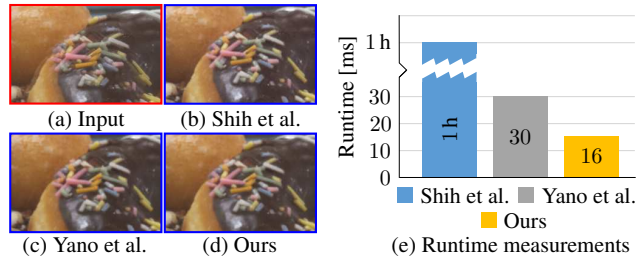 (a) Input
(b) Shih et al.
(c) Yano et al.
(d) Ours
Runtime [ms]
1 h
30
20
10
0
1 h
30
16
Shih et al.
Yano et al.
Ours
(e) Runtime measurements